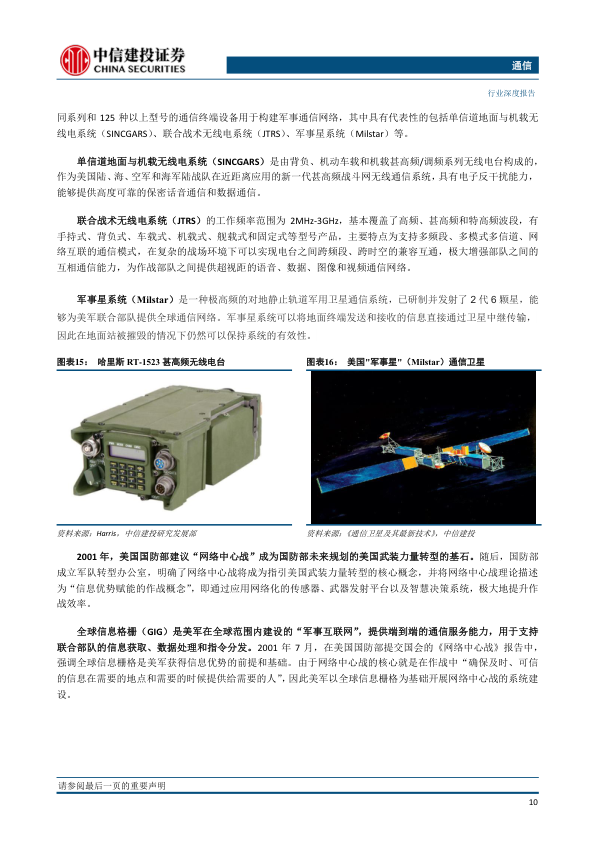 中信建投证券
CHINA SECURITIES
通信
行业深度报告
同系列和 125 种以上型号的通信终端设备用于构建军事通信网络，其中具有代表性的包括单信道地面与机载无
线电系统（SINCGARS）、联合战术无线电系统（JTRS）、军事星系统（Milstar）等。
单信道地面与机载无线电系统（SINCGARS）是由背负、机动车载和机载甚高频/调频系列无线电台构成的，
作为美国陆、海、空军和海军陆战队在近距离应用的新一代甚高频战斗网无线通信系统，具有电子反干扰能力，
能够提供高度可靠的保密话音通信和数据通信。
联合战术无线电系统（JTRS）的工作频率范围为 2MHz-3GHz，基本覆盖了高频、甚高频和特高频波段，有
手持式、背负式、车载式、机载式、舰载式和固定式等型号产品，主要特点为支持多频段、多模式多信道、网
络互联的通信模式，在复杂的战场环境下可以实现电台之间跨频段、跨时空的兼容互通，极大增强部队之间的
互相通信能力，为作战部队之间提供超视距的语音、数据、图像和视频通信网络。
军事星系统（Milstar）是一种极高频的对地静止轨道军用卫星通信系统，已研制并发射了 2 代 6 颗星，能
够为美军联合部队提供全球通信网络。军事星系统可以将地面终端发送和接收的信息直接通过卫星中继传输，
因此在地面站被摧毁的情况下仍然可以保持系统的有效性。
图表15： 哈里斯 RT-1523 甚高频无线电台
图表16： 美国"军事星"（Milstar）通信卫星
资料来源：Harris，中信建投研究发展部
资料来源：《通信卫星及其最新技术》，中信建投
2001 年，美国国防部建议“网络中心战”成为国防部未来规划的美国武装力量转型的基石。随后，国防部
成立军队转型办公室，明确了网络中心战将成为指引美国武装力量转型的核心概念，并将网络中心战理论描述
为“信息优势赋能的作战概念”，即通过应用网络化的传感器、武器发射平台以及智慧决策系统，极大地提升作
战效率。
全球信息格栅（GIG）是美军在全球范围内建设的“军事互联网”，提供端到端的通信服务能力，用于支持
联合部队的信息获取、数据处理和指令分发。2001 年 7 月，在美国国防部提交国会的《网络中心战》报告中，
强调全球信息栅格是美军获得信息优势的前提和基础。由于网络中心战的核心就是在作战中“确保及时、可信
的信息在需要的地点和需要的时候提供给需要的人”，因此美军以全球信息栅格为基础开展网络中心战的系统建
设。
请参阅最后一页的重要声明
10